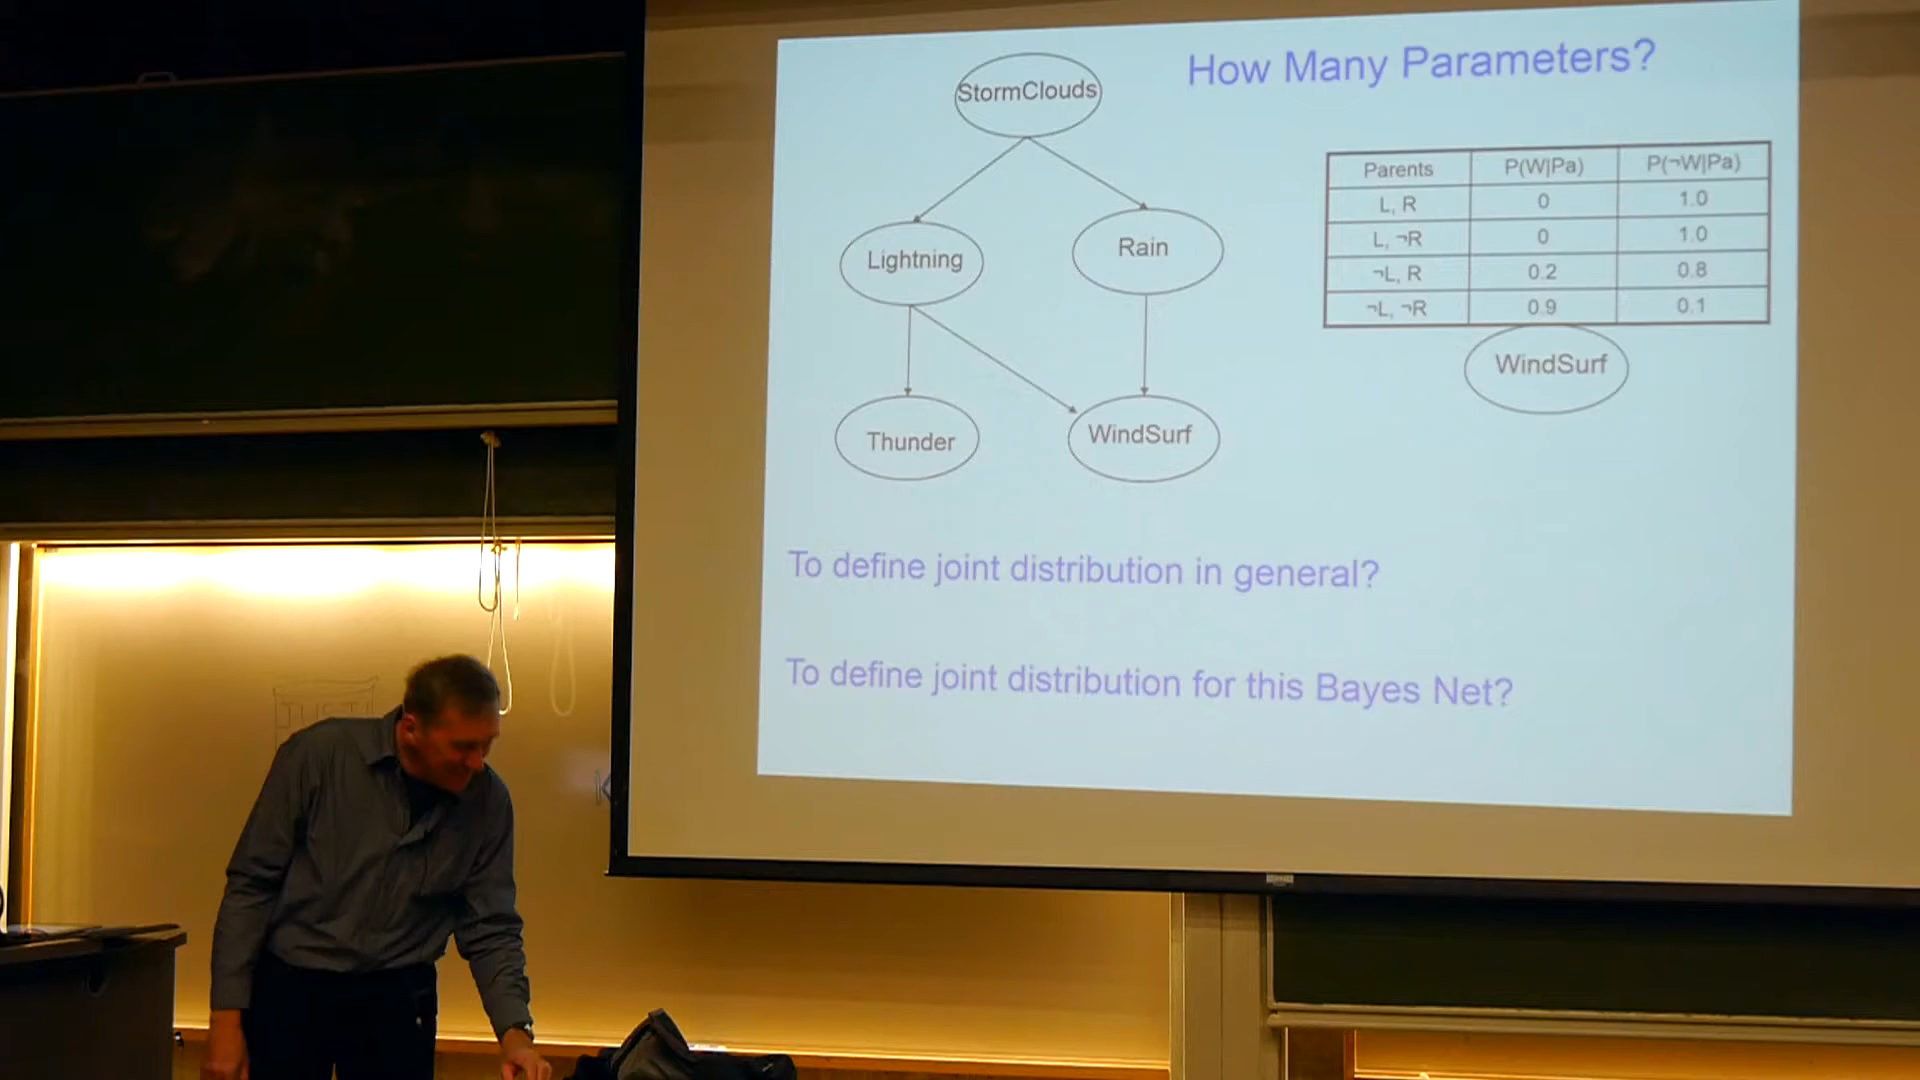 How Many Parameters?
StormClouds
Lightning
Rain
Thunder
WindSurf
Parents P(W|Pa) P(¬W|Pa)
L, R 0 1.0
L, ¬R 0 1.0
¬L, R 0.2 0.8
¬L, ¬R 0.9 0.1
WindSurf
To define joint distribution in general?
To define joint distribution for this Bayes Net?